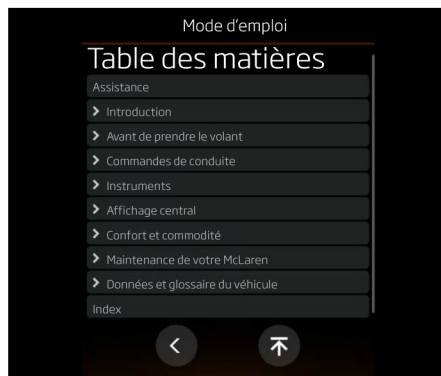 Mode d'emploi
Table des matières
Assistance
Introduction
Avant de prendre le volant
Commandes de conduite
Instruments
Affichage central
Confort et commodité
Maintenance de votre McLaren
Données et glossaire du véhicule
Index